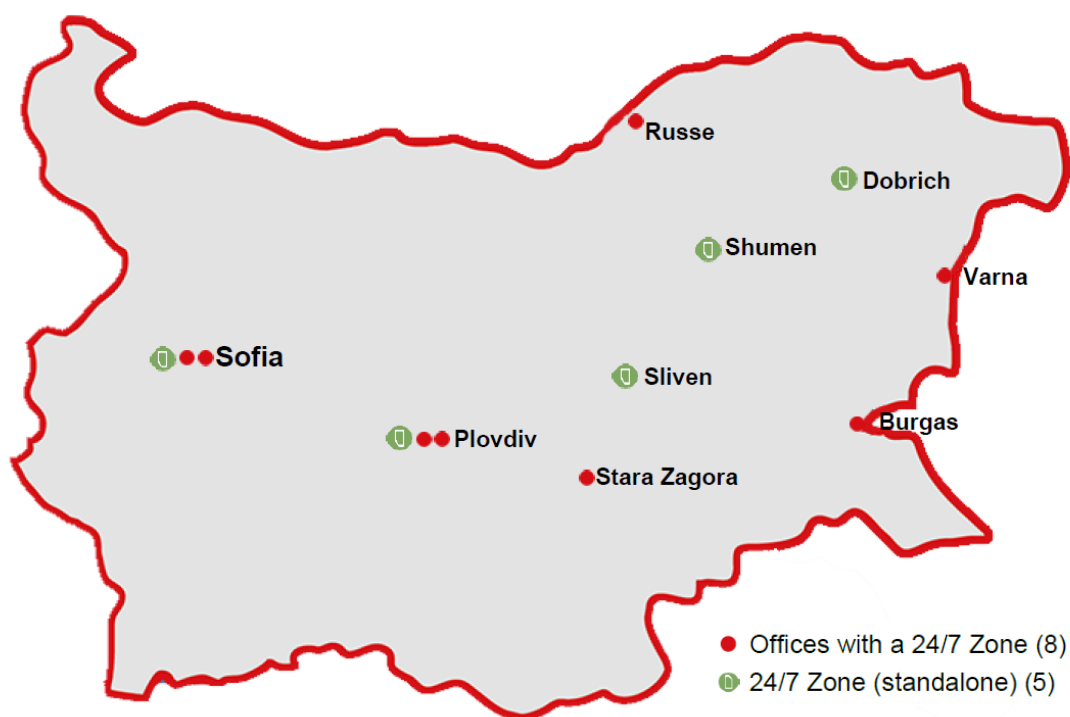 Russe
Dobrich
Shumen
Varna
Sofia
Sliven
Burgas
Plovdiv
Stara Zagora
Offices with a 24/7 Zone (8)
24/7 Zone (standalone) (5)